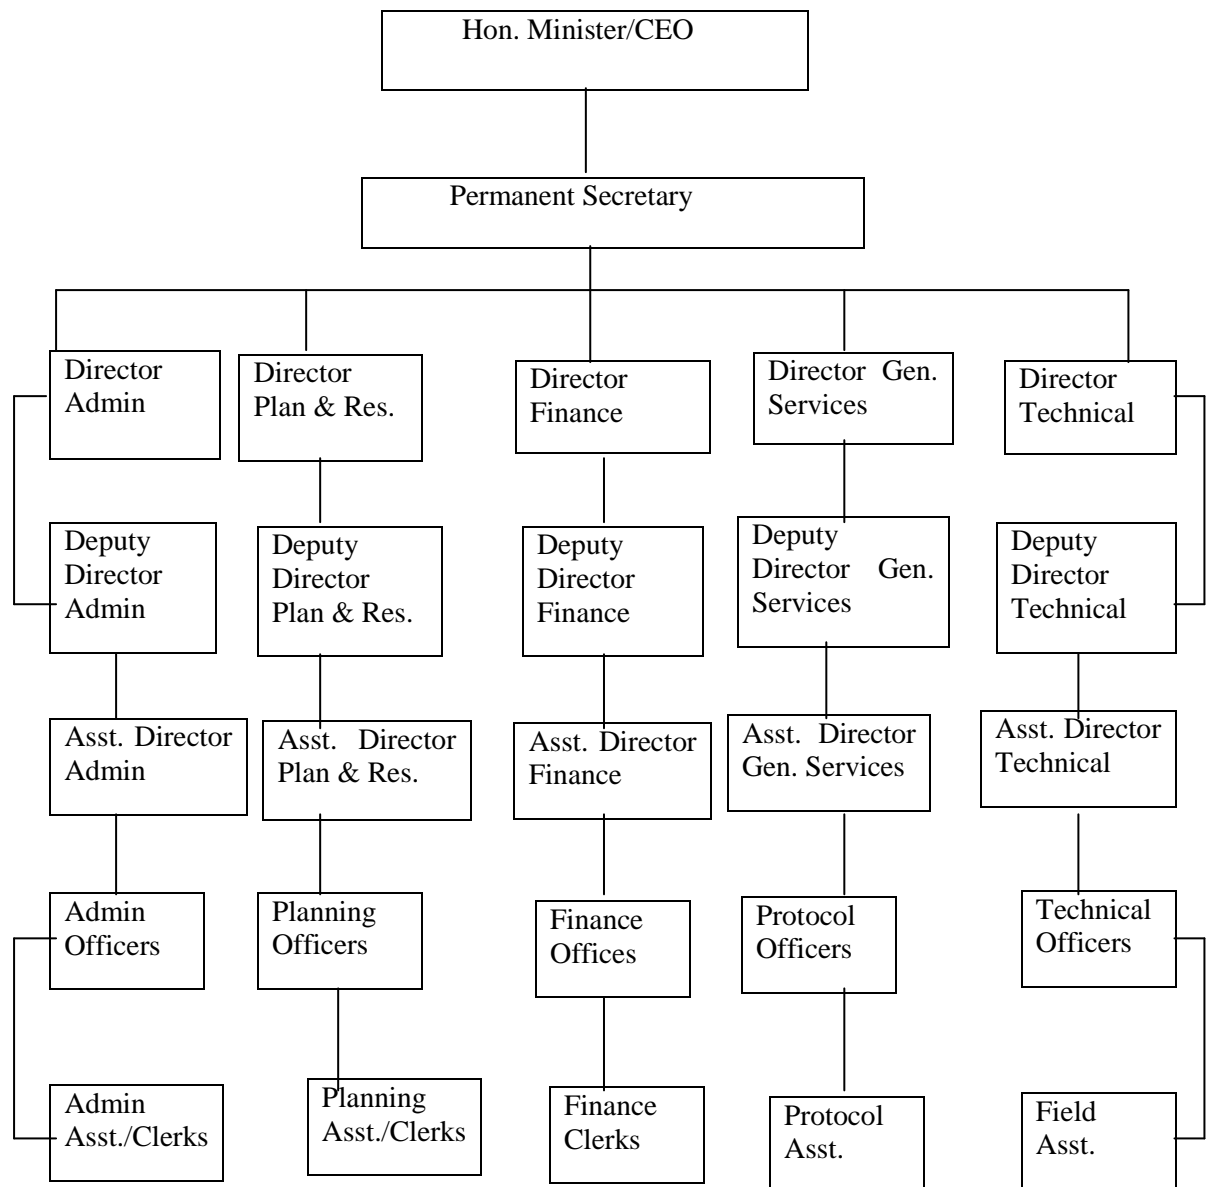 Hon. Minister/CEO
Permanent Secretary
Director
Admin
Director
Plan & Res.
Director
Finance
Director Gen.
Services
Director
Technical
Deputy
Director
Admin
Deputy
Director
Plan & Res.
Deputy
Director
Finance
Deputy
Director Gen.
Services
Deputy
Director
Technical
Asst. Director
Admin
Asst. Director
Plan & Res.
Asst. Director
Finance
Asst. Director
Gen. Services
Asst. Director
Technical
Admin
Officers
Planning
Officers
Finance
Offices
Protocol
Officers
Technical
Officers
Admin
Asst./Clerks
Planning
Asst./Clerks
Finance
Clerks
Protocol
Asst.
Field
Asst.